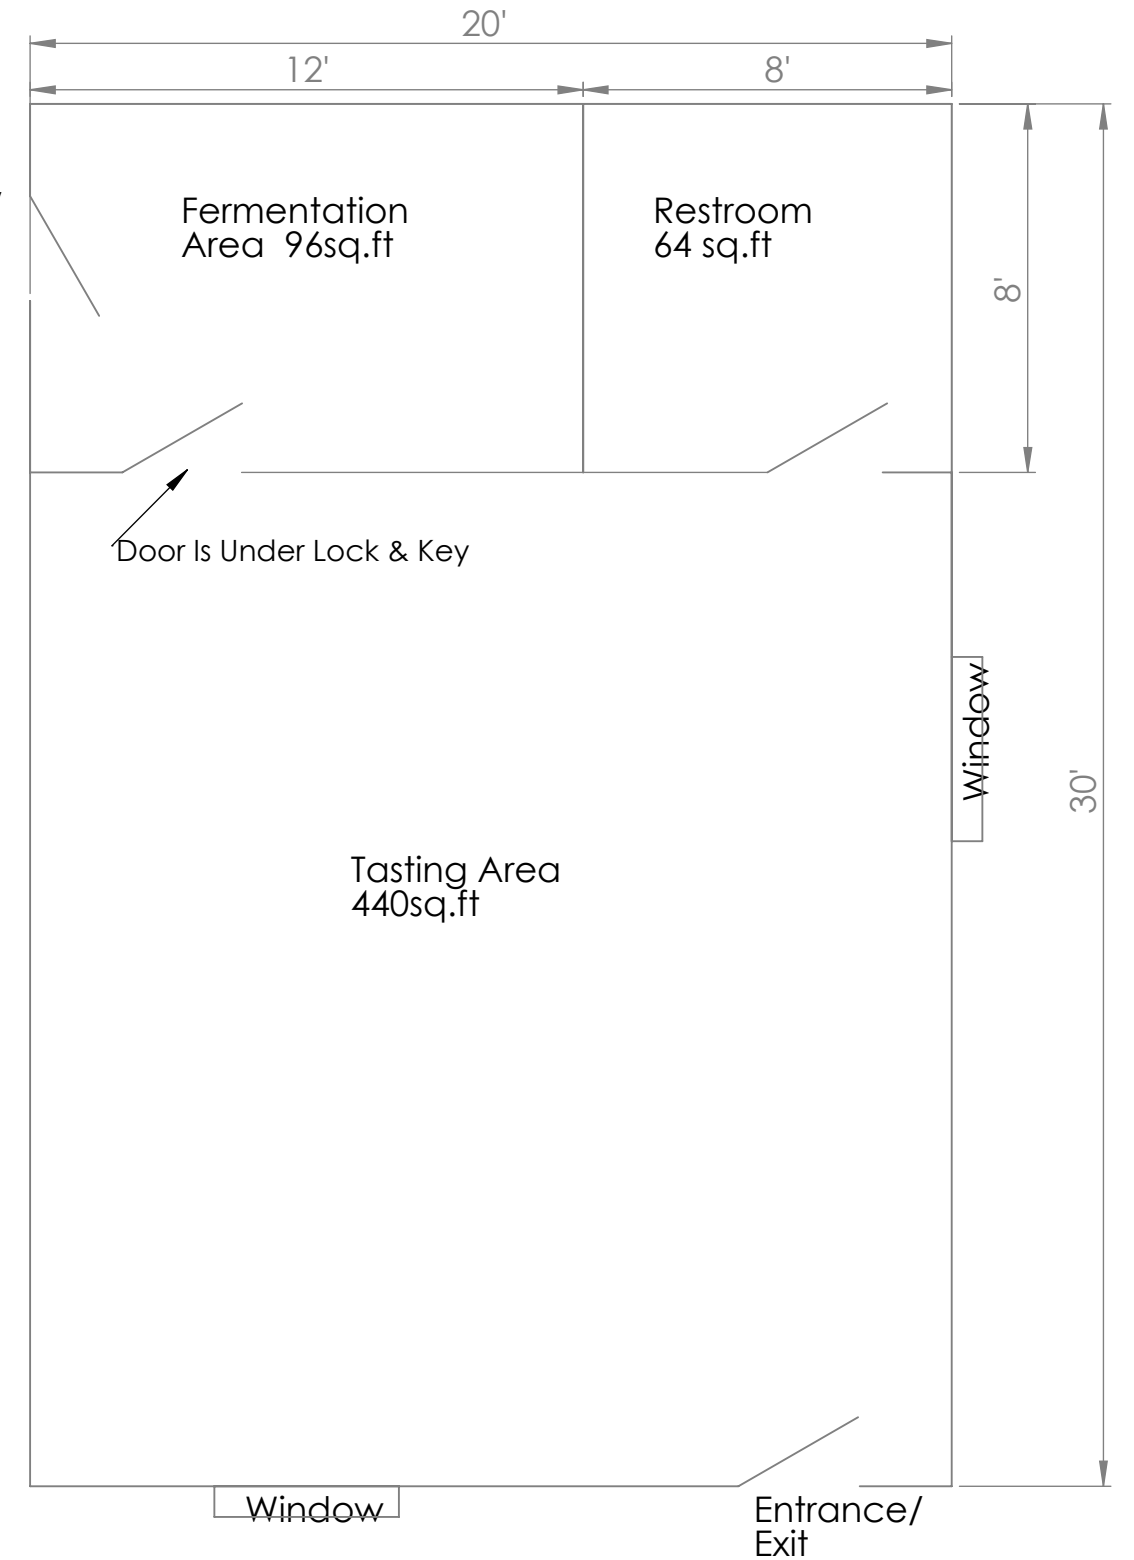 20'
12'
8'
Fermentation
Area 96sq.ft
Restroom
64 sq.ft
8'
Door Is Under Lock & Key
Window
30'
Tasting Area
440sq.ft
Window
Entrance/
Exit